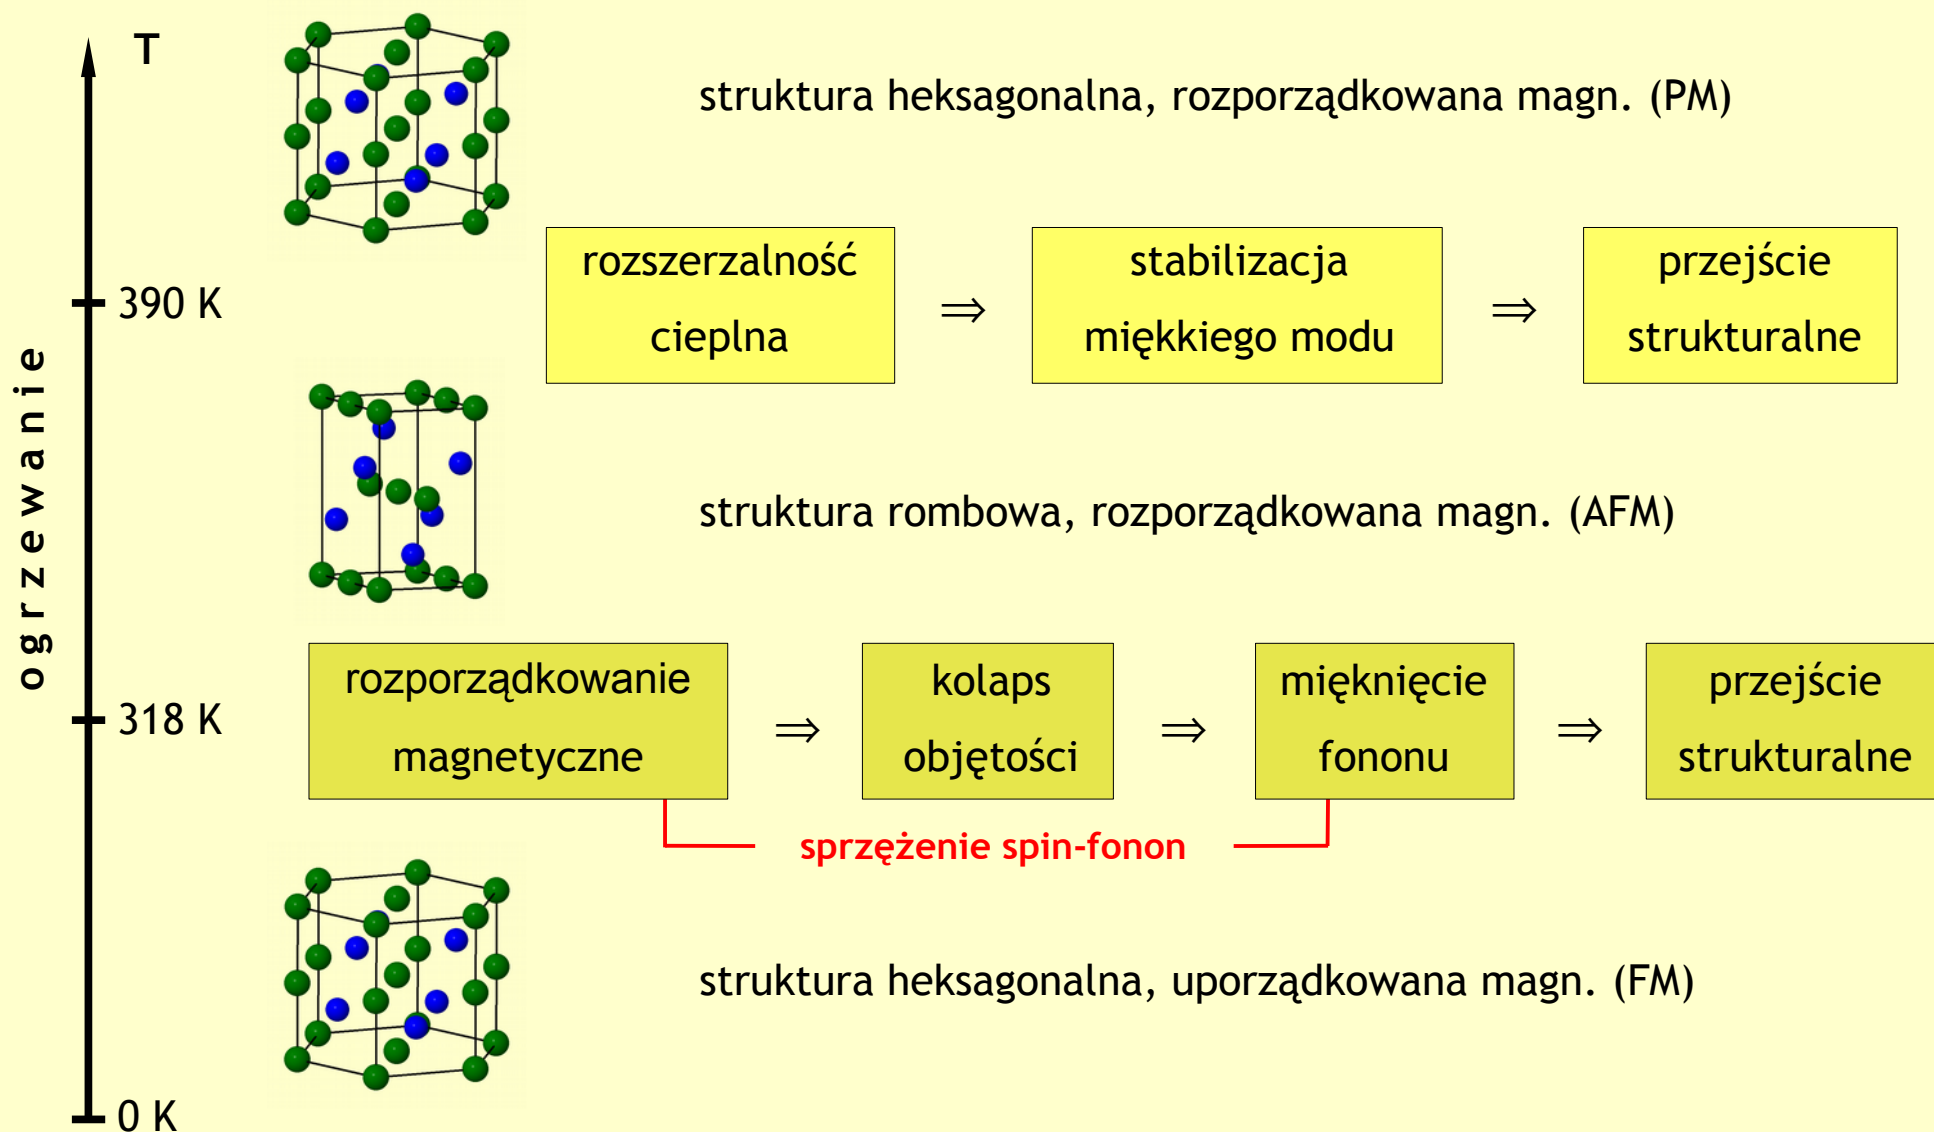 T
struktura heksagonalna, rozporządkowana magn. (PM)
390 K
rozszerzalność
cieplna
⇒
stabilizacja
miękkiego modu
⇒
przejście
strukturalne
ogrzewanie
struktura rombowa, rozporządkowana magn. (AFM)
318 K
rozporządkowanie
magnetyczne
⇒
kolaps
objętości
⇒
mięknięcie
fononu
⇒
przejście
strukturalne
sprzężenie spin-fonon
struktura heksagonalna, uporządkowana magn. (FM)
0 K